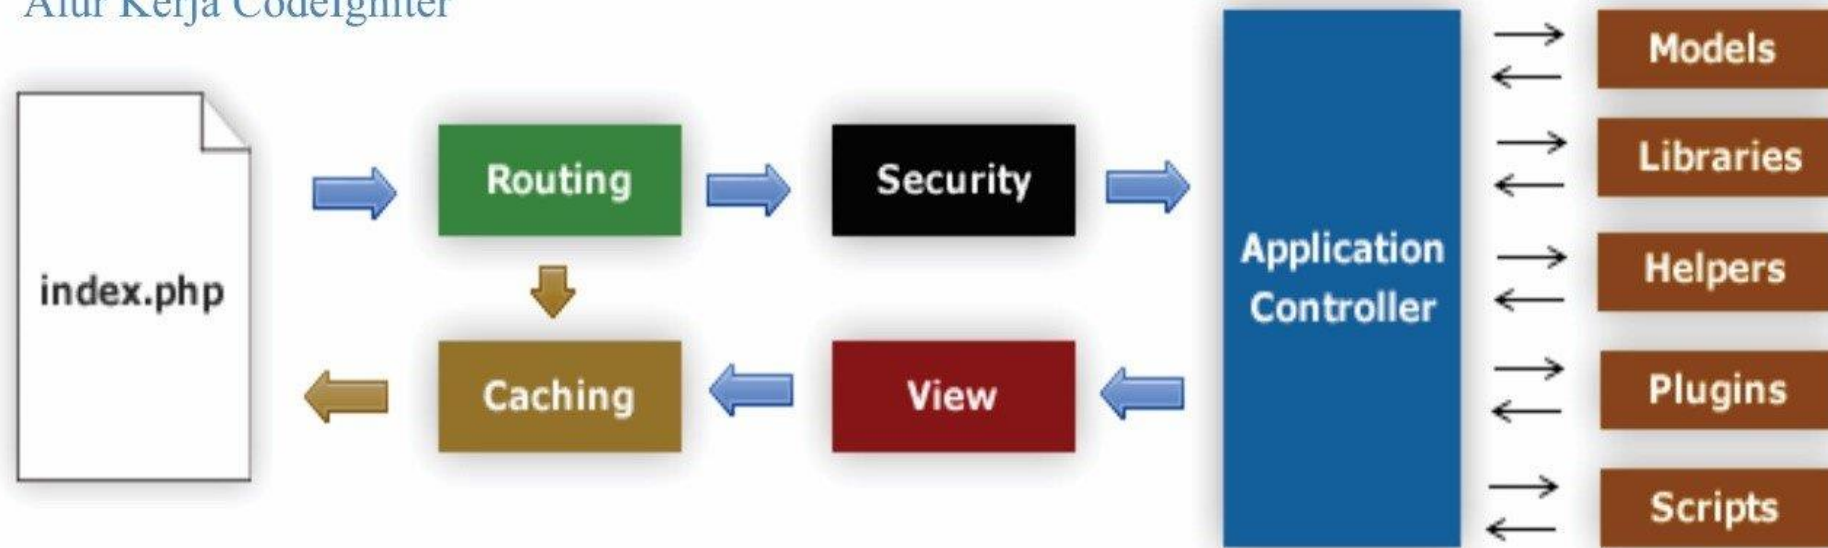 Alur Kerja CodeIgniter
index.php
Routing
Security
Caching
View
Application
Controller
Models
Libraries
Helpers
Plugins
Scripts